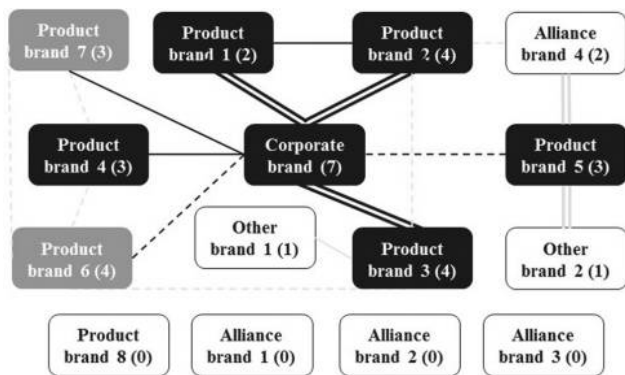 Product
brand 7 (3)
Product
brand 1 (2)
Product
brand 2 (4)
Alliance
brand 4 (2)
Product
brand 4 (3)
Corporate
brand (7)
Product
brand 5 (3)
Product
brand 6 (4)
Other
brand 1 (1)
Product
brand 3 (4)
Other
brand 2 (1)
Product
brand 8 (0)
Alliance
brand 1 (0)
Alliance
brand 2 (0)
Alliance
brand 3 (0)